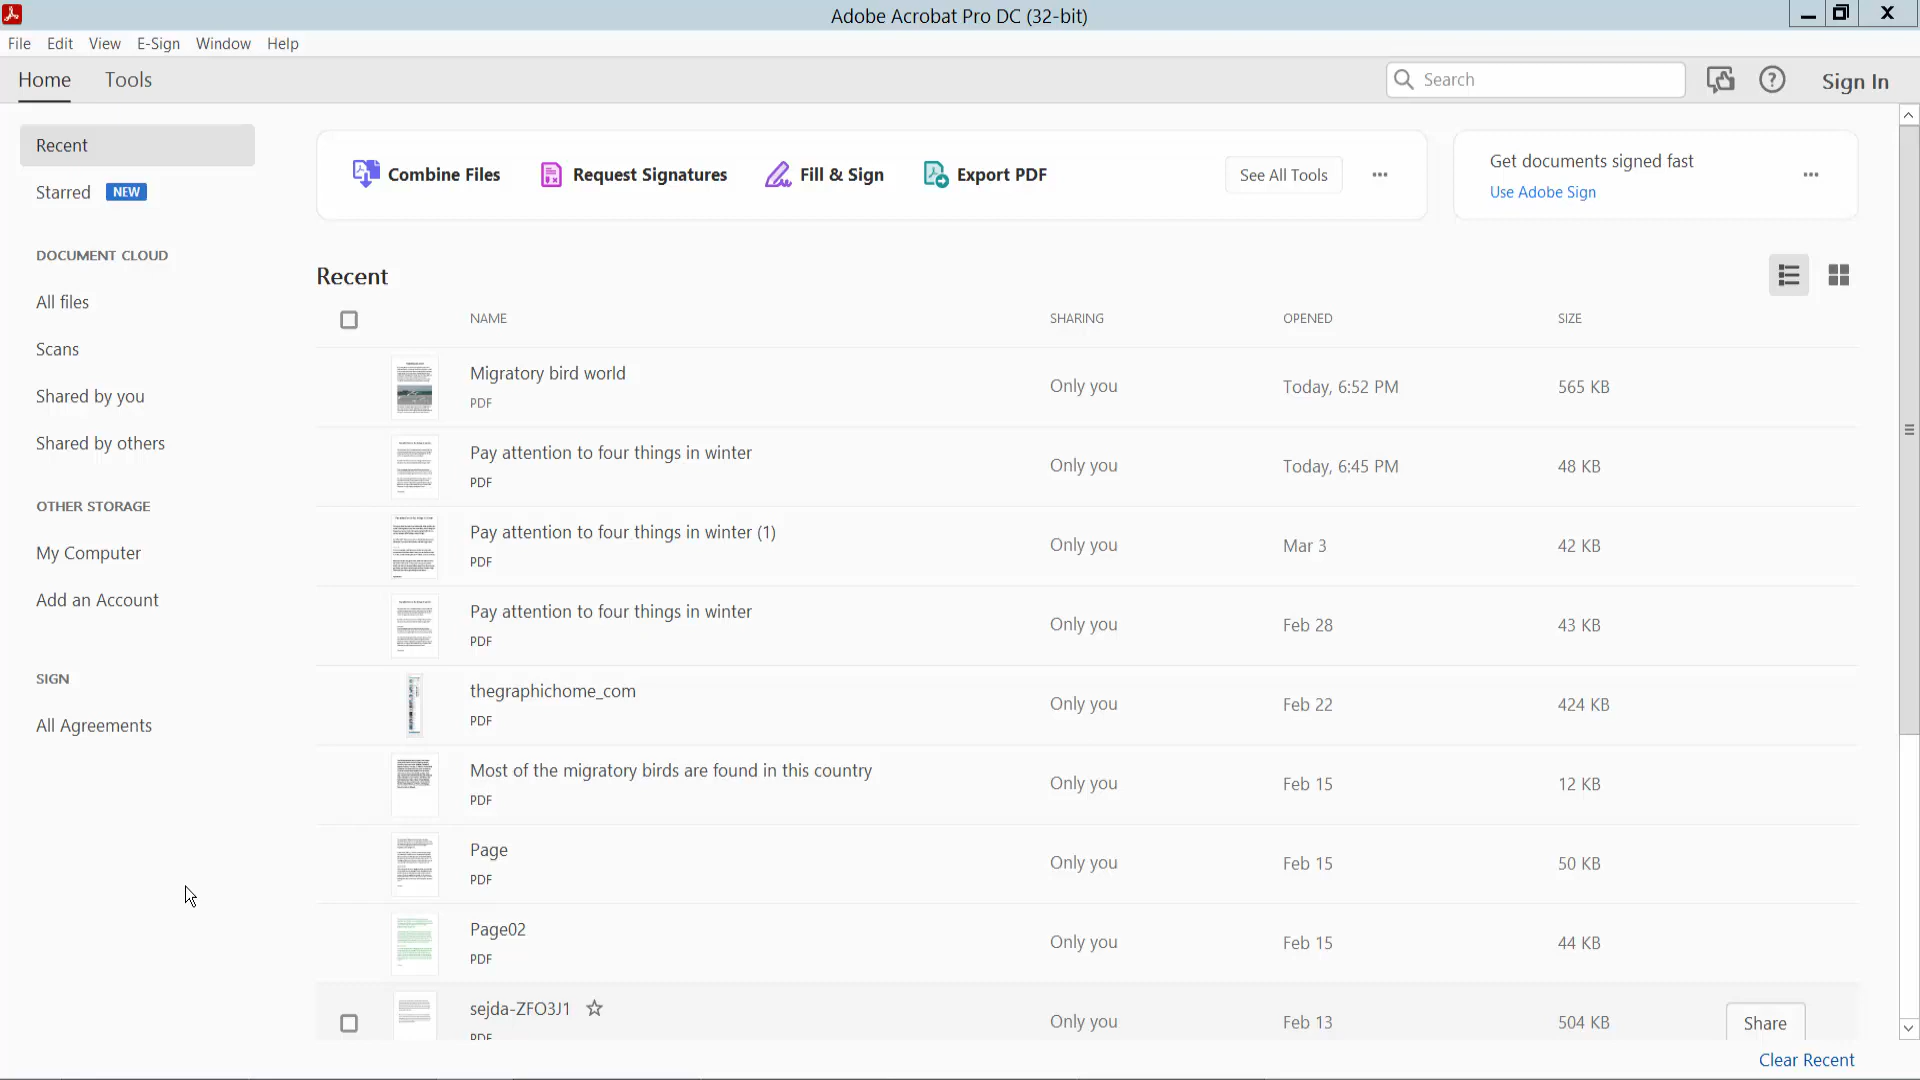 Adobe Acrobat Pro DC (32-bit)
File Edit View E-Sign Window Help
Home Tools Search Sign In
Recent
Starred NEW
DOCUMENT CLOUD
All files
Scans
Shared by you
Shared by others
OTHER STORAGE
My Computer
Add an Account
SIGN
All Agreements
Combine Files Request Signatures Fill & Sign Export PDF See All Tools
Get documents signed fast
Use Adobe Sign
Recent
NAME SHARING OPENED SIZE
Migratory bird world Only you Today, 6:52 PM 565 KB
PDF
Pay attention to four things in winter Only you Today, 6:45 PM 48 KB
PDF
Pay attention to four things in winter (1) Only you Mar 3 42 KB
PDF
Pay attention to four things in winter Only you Feb 28 43 KB
PDF
thegraphichome_com Only you Feb 22 424 KB
PDF
Most of the migratory birds are found in this country Only you Feb 15 12 KB
PDF
Page Only you Feb 15 50 KB
PDF
Page02 Only you Feb 15 44 KB
PDF
sejda-ZFO3J1 Only you Feb 13 504 KB Share
PDF
Clear Recent